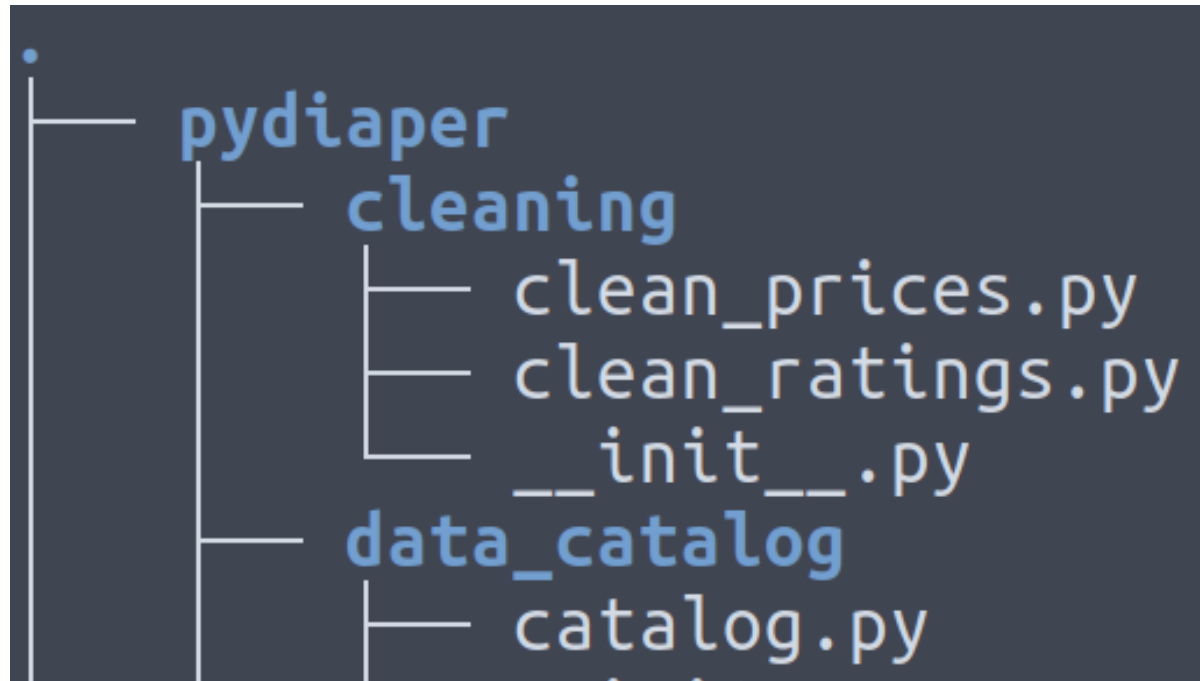 .
pydiaper
cleaning
clean_prices.py
clean_ratings.py
__init__.py
data_catalog
catalog.py